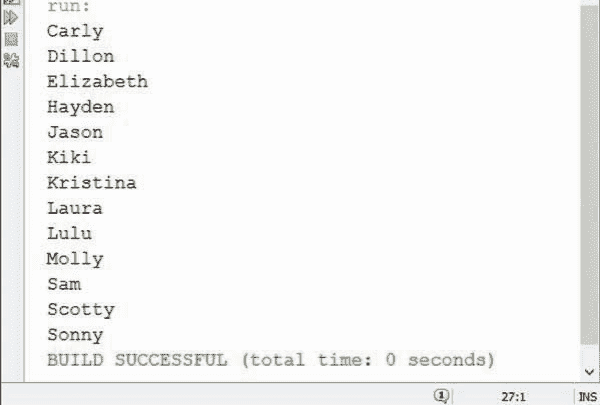 run:
Carly
Dillon
Elizabeth
Hayden
Jason
Kiki
Kristina
Laura
Lulu
Molly
Sam
Scotty
Sonny
BUILD SUCCESSFUL (total time: 0 seconds)
1 27:1 INS